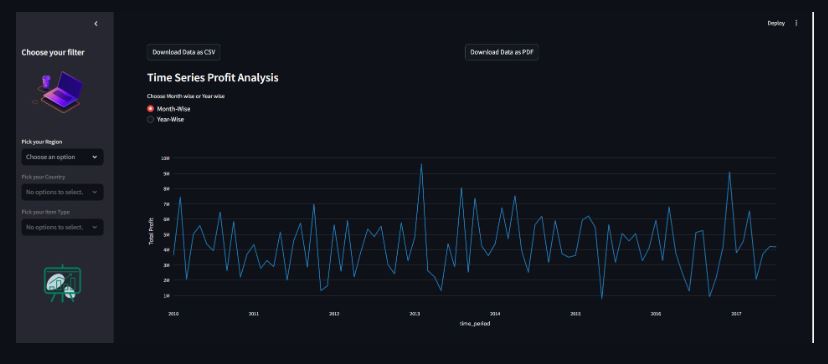 Deploy
Choose your filter
Download Data as CSV
Download Data as PDF
Time Series Profit Analysis
Choose Month wise or Year wise
Month-Wise
Year-Wise
Pick your Region
Choose an option
Pick your Country
No options to select.
Pick your Item Type
No options to select.
10M
9M
8M
7M
6M
5M
4M
3M
2M
1M
Total Profit
2010
2011
2012
2013
2014
2015
2016
2017
time_period